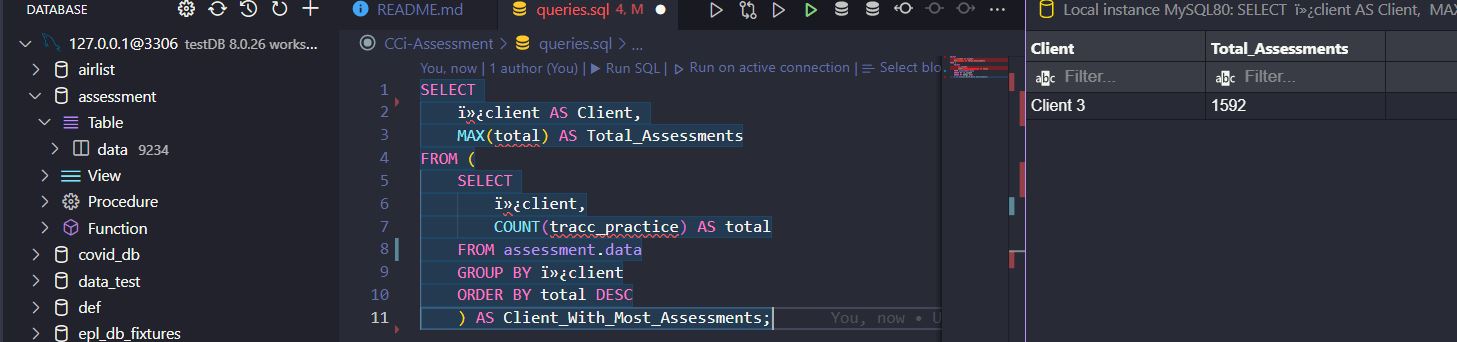 DATABASE
127.0.0.1@3306 testDB 8.0.26 works...
airlist
assessment
Table
data 9234
View
Procedure
Function
covid_db
data_test
def
epl_db_fixtures
README.md
queries.sql 4, M
CCi-Assessment > queries.sql > ...
You, now | 1 author (You) | Run SQL | Run on active connection | Select blo
1 SELECT
2 ï»¿client AS Client,
3 MAX(total) AS Total_Assessments
4 FROM (
5 SELECT
6 ï»¿client,
7 COUNT(tracc_practice) AS total
8 FROM assessment.data
9 GROUP BY ï»¿client
10 ORDER BY total DESC
11 ) AS Client_With_Most_Assessments; You, now • U
Local instance MySQL80: SELECT ï»¿client AS Client, MAX
Client Total_Assessments
abc Filter... abc Filter...
Client 3 1592